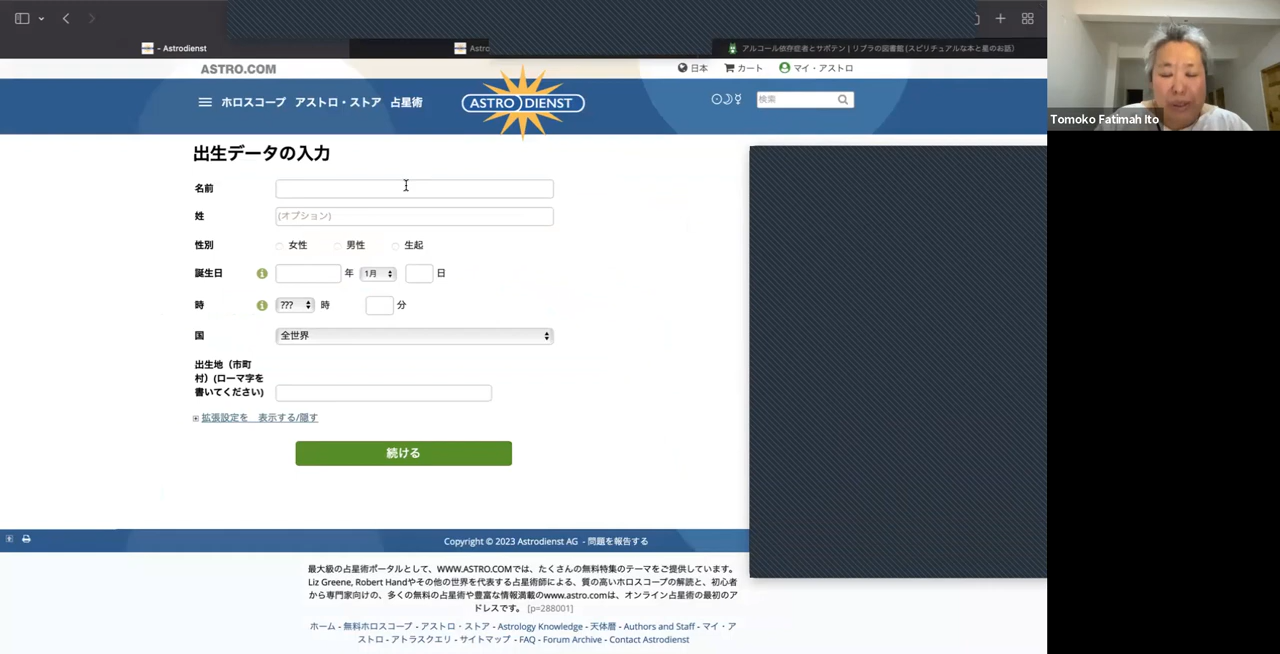 - Astrodienst
Astro
アルコール依存症者とサボテン | リブラの図書館 (スピリチュアルな本と星のお話)
ASTRO.COM
日本 カート マイ・アストロ
ホロスコープ アストロ・ストア 占星術
ASTRO DIENST
検索
Tomoko Fatimah Ito
出生データの入力
名前
姓 (オプション)
性別 女性 男性 生起
誕生日 年 1月 日
時 ??? 時 分
国 全世界
出生地（市町
村）(ローマ字を
書いてください)
拡張設定を 表示する/隠す
続ける
Copyright © 2023 Astrodienst AG - 問題を報告する
最大級の占星術ポータルとして、WWW.ASTRO.COMでは、たくさんの無料特集のテーマをご提供しています。
Liz Greene, Robert Handやその他の世界を代表する占星術師による、質の高いホロスコープの解読と、初心者
から専門家向けの、多くの無料の占星術や豊富な情報満載のwww.astro.comは、オンライン占星術の最初のア
ドレスです。 [p=288001]
ホーム - 無料ホロスコープ - アストロ・ストア - Astrology Knowledge - 天体暦 - Authors and Staff - マイ・ア
ストロ - アトラスクエリ - サイトマップ - FAQ - Forum Archive - Contact Astrodienst